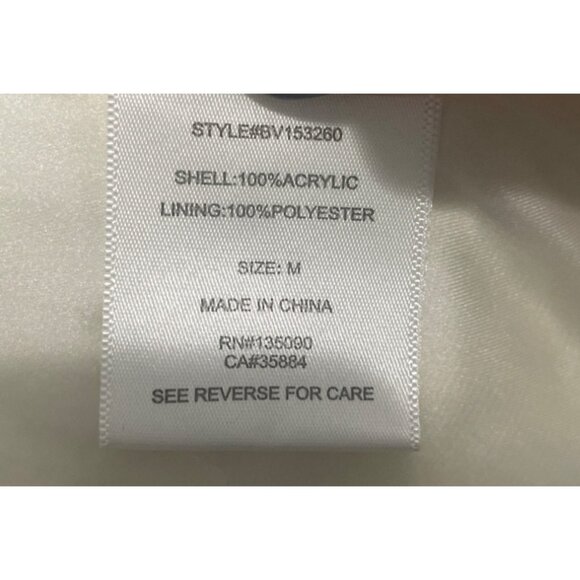 STYLE#BV153260
SHELL:100%ACRYLIC
LINING:100%POLYESTER
SIZE: M
MADE IN CHINA
RN#135090
CA#35884
SEE REVERSE FOR CARE